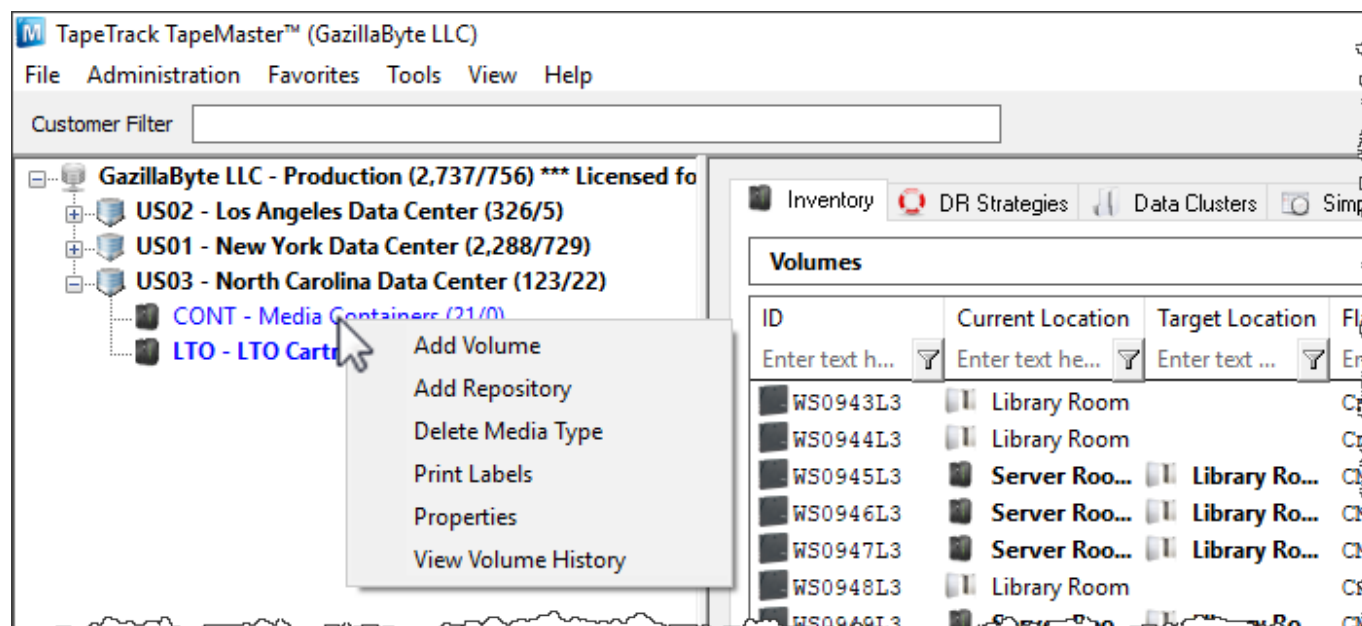 TapeTrack TapeMaster™ (GazillaByte LLC)
File Administration Favorites Tools View Help
Customer Filter
GazillaByte LLC - Production (2,737/756) *** Licensed fo
US02 - Los Angeles Data Center (326/5)
US01 - New York Data Center (2,288/729)
US03 - North Carolina Data Center (123/22)
CONT - Media Containers (21/0)
LTO - LTO Cartr
Add Volume
Add Repository
Delete Media Type
Print Labels
Properties
View Volume History
Inventory DR Strategies Data Clusters Simp
Volumes
ID Current Location Target Location
Enter text h... Enter text he... Enter text ...
WS0943L3 Library Room
WS0944L3 Library Room
WS0945L3 Server Roo... Library Ro...
WS0946L3 Server Roo... Library Ro...
WS0947L3 Server Roo... Library Ro...
WS0948L3 Library Room
WS0949L3